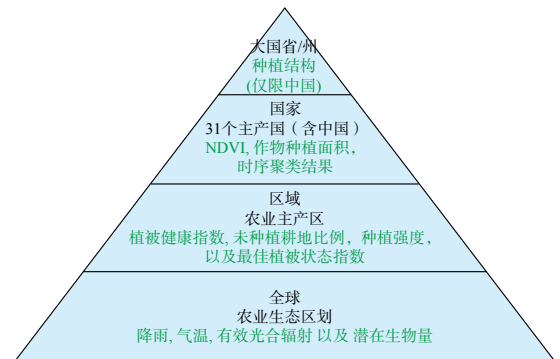 大国省/州
种植结构
(仅限中国)
国家
31个主产国（含中国）
NDVI, 作物种植面积，
时序聚类结果
区域
农业主产区
植被健康指数, 未种植耕地比例，种植强度，
以及最佳植被状态指数
全球
农业生态区划
降雨, 气温, 有效光合辐射 以及 潜在生物量